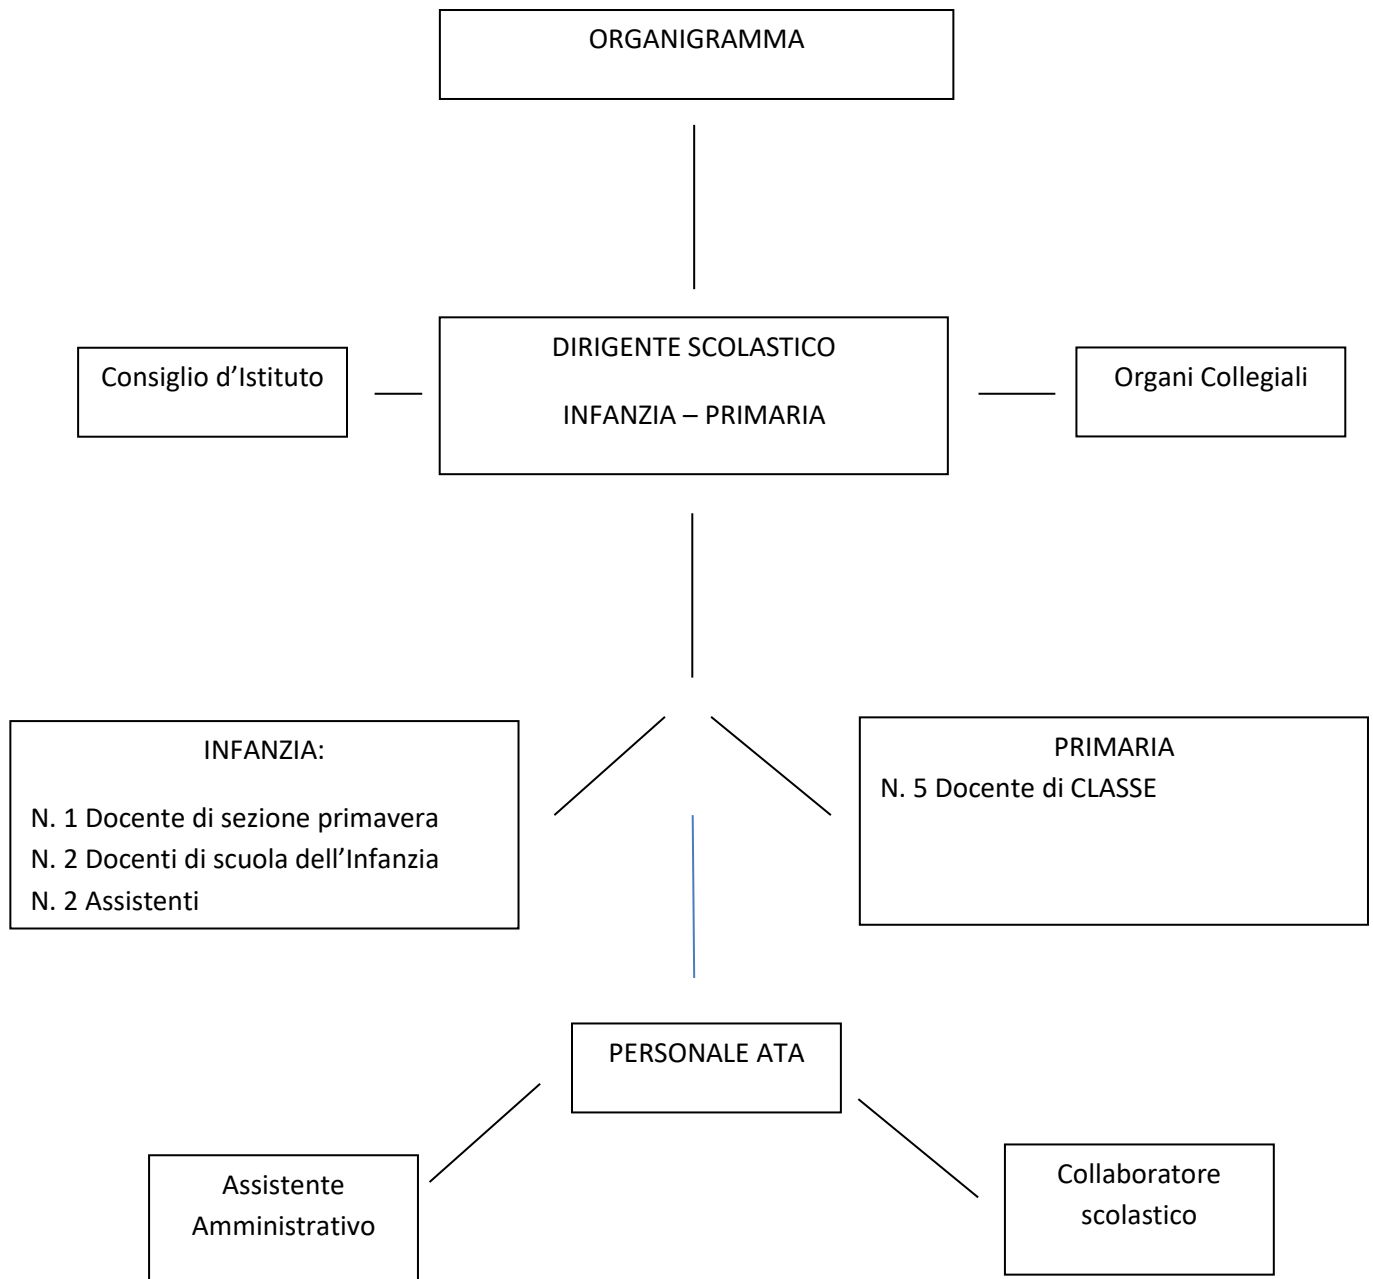 ORGANIGRAMMA
Consiglio d’Istituto
DIRIGENTE SCOLASTICO
INFANZIA – PRIMARIA
Organi Collegiali
INFANZIA:
N. 1 Docente di sezione primavera
N. 2 Docenti di scuola dell’Infanzia
N. 2 Assistenti
PRIMARIA
N. 5 Docente di CLASSE
PERSONALE ATA
Assistente
Amministrativo
Collaboratore
scolastico